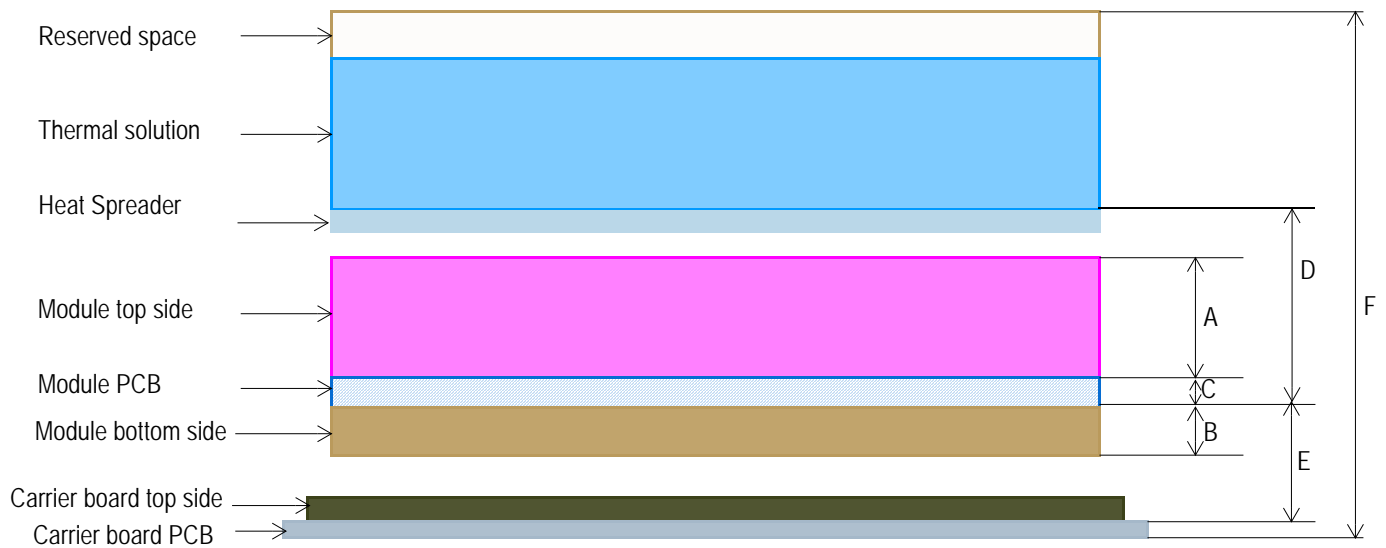 Reserved space
Thermal solution
Heat Spreader
D
F
Module top side
A
Module PCB
C
Module bottom side
B
E
Carrier board top side
Carrier board PCB